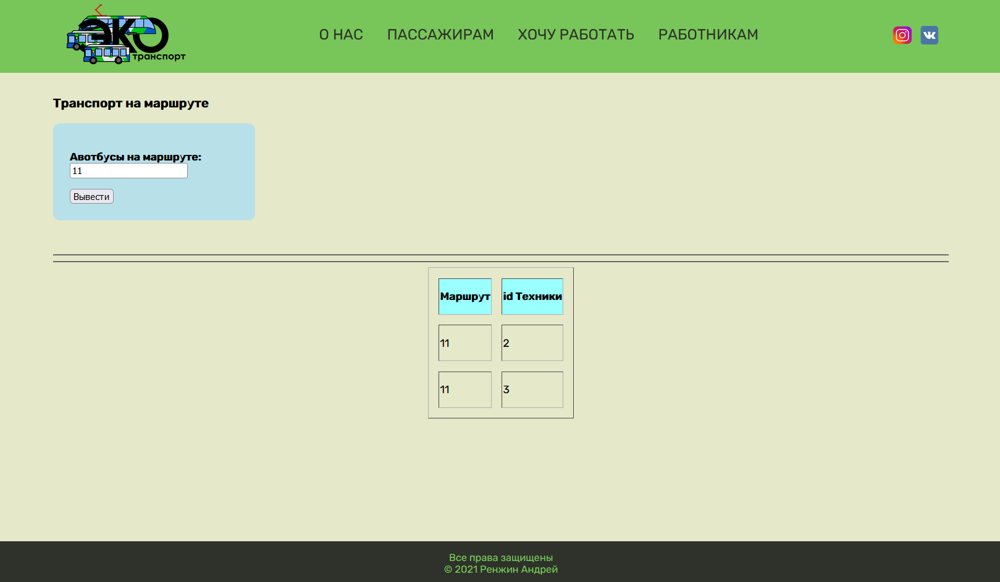 ЭКО
транспорт
О НАС ПАССАЖИРАМ ХОЧУ РАБОТАТЬ РАБОТНИКАМ
Транспорт на маршруте
Авотбусы на маршруте:
11
Вывести
Маршрут id Техники
11 2
11 3
Все права защищены
© 2021 Ренжин Андрей